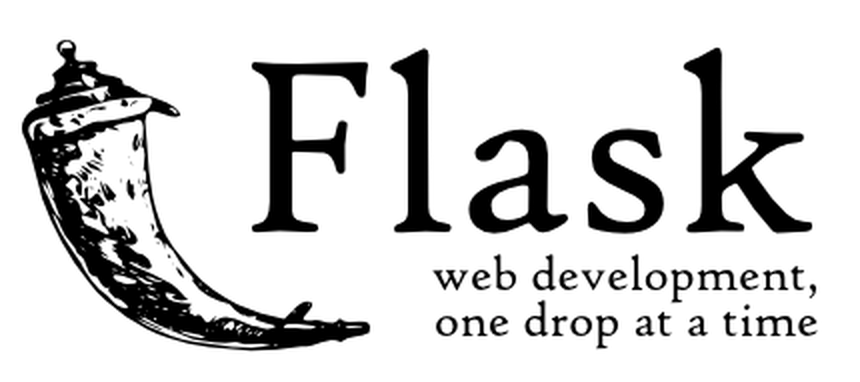 Flask
web development,
one drop at a time